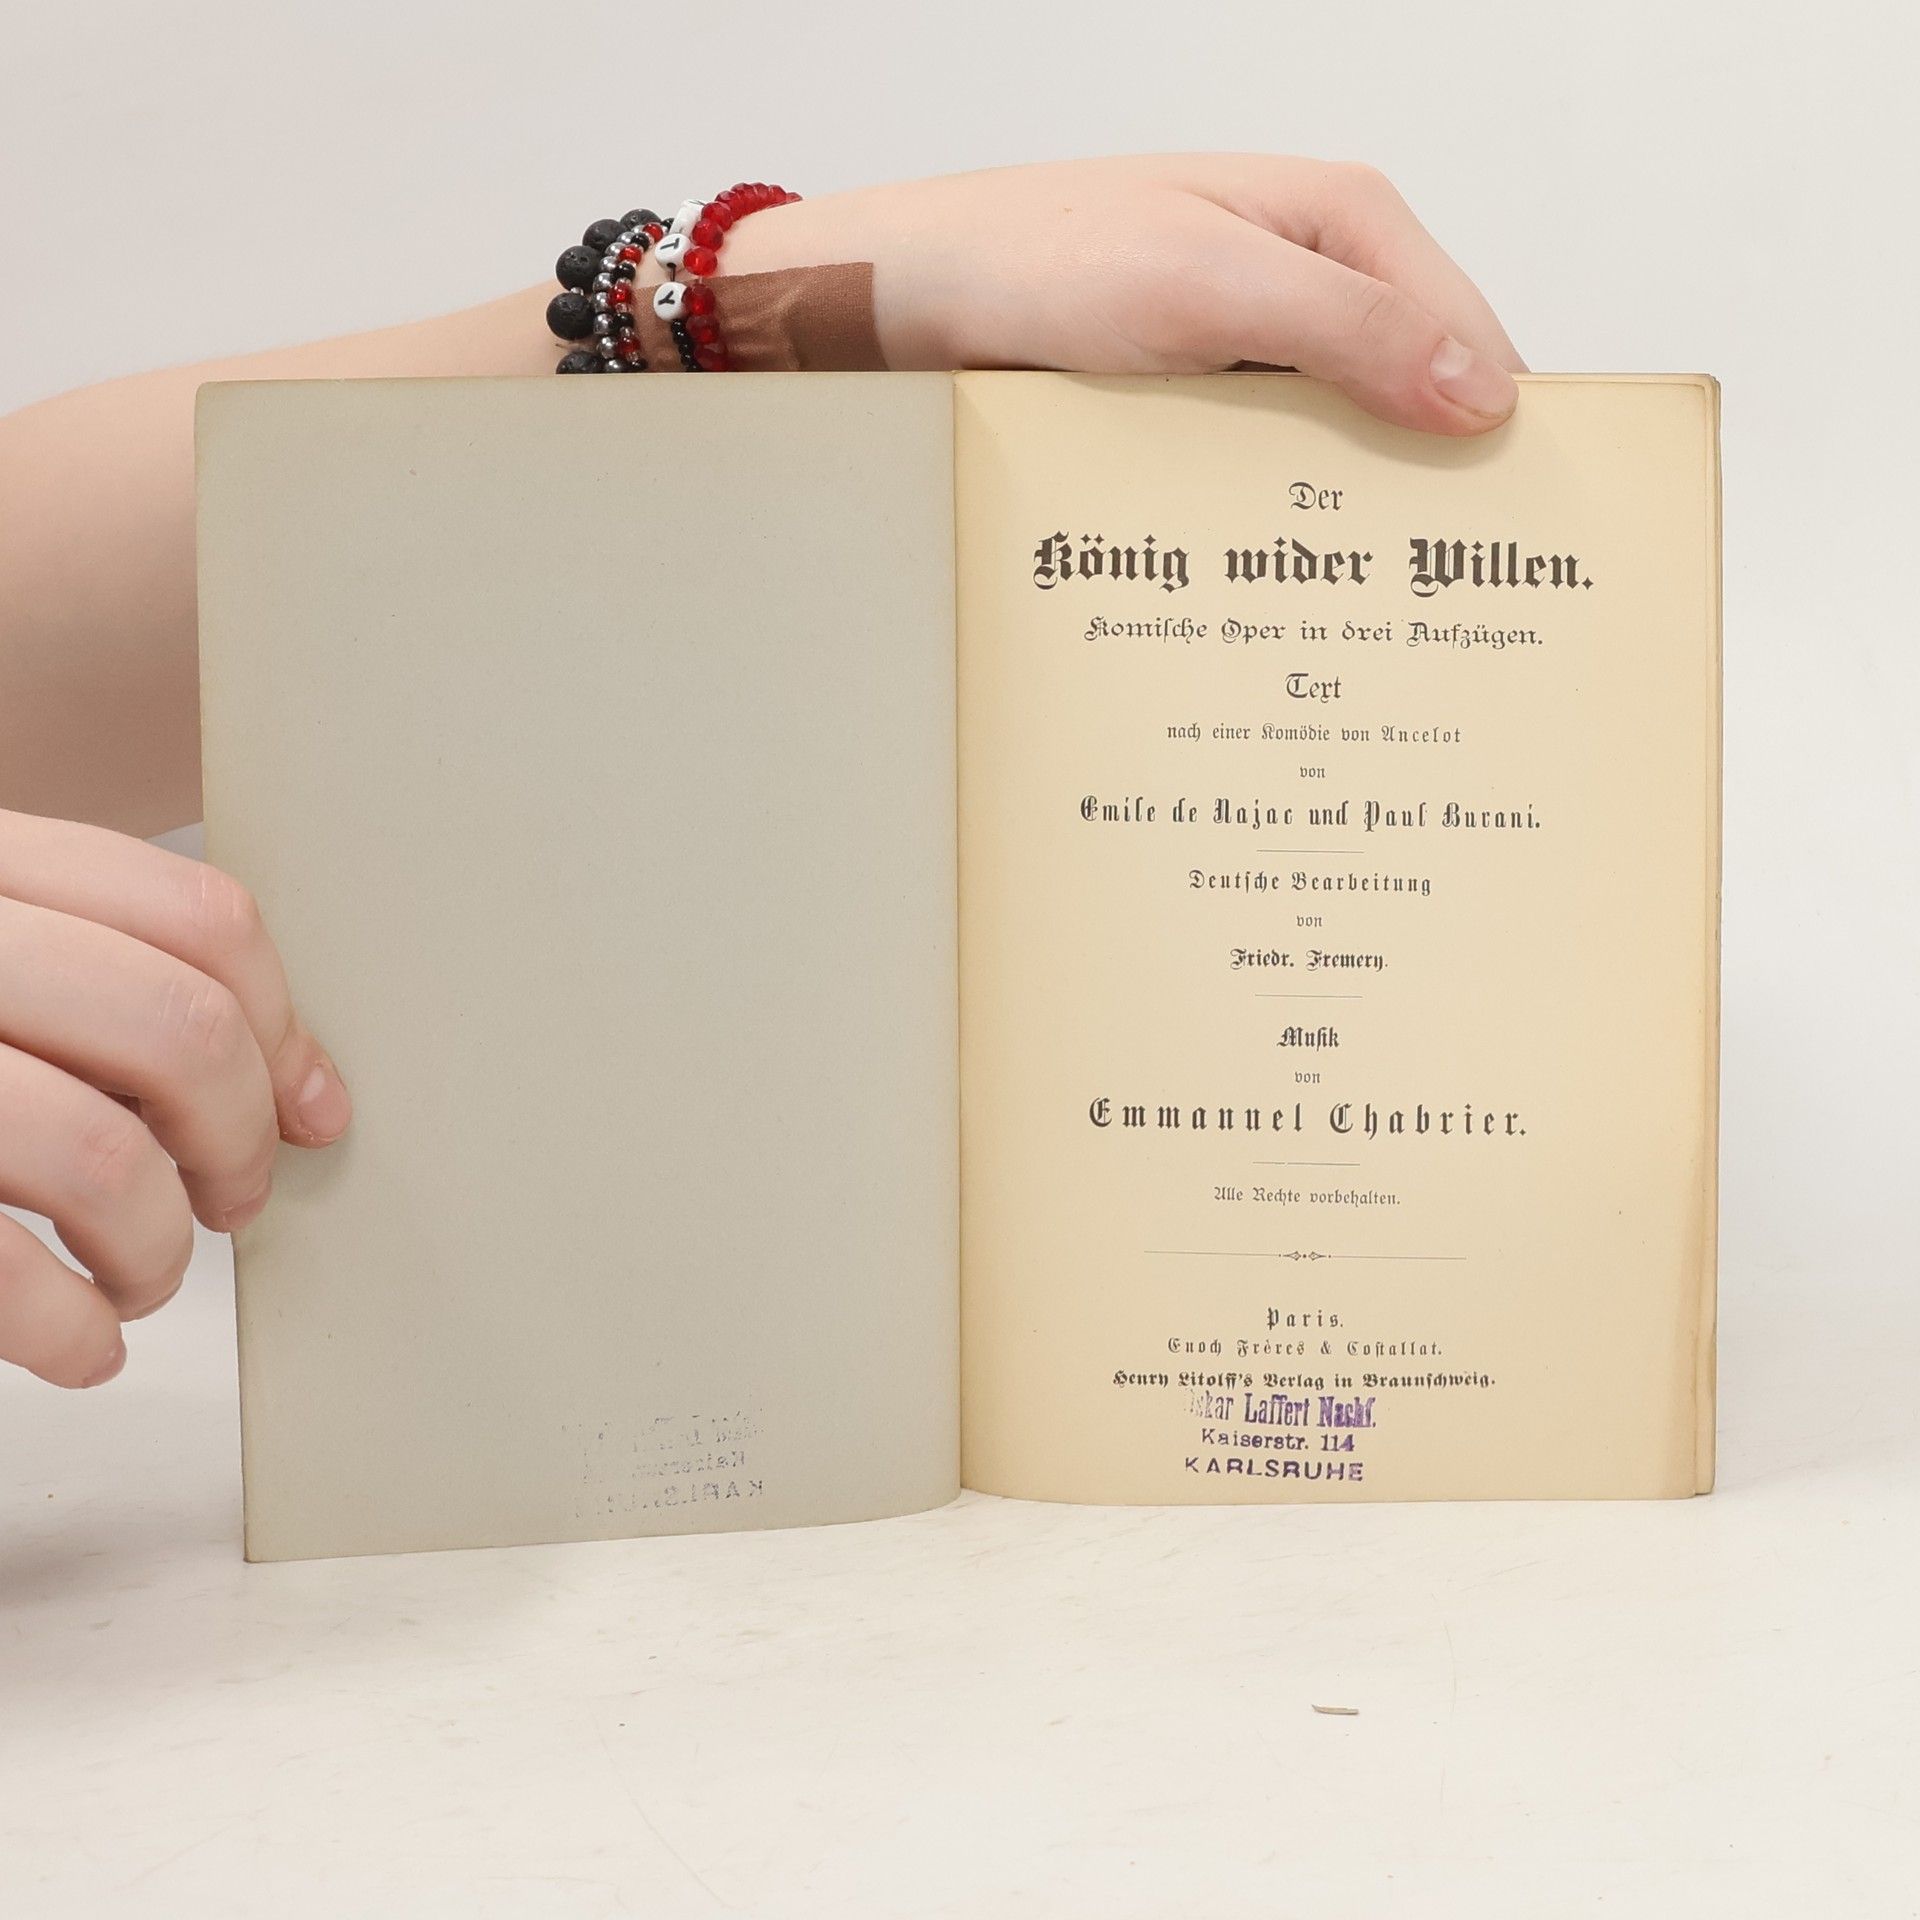 T
Y
Der
König wider Willen.
Komische Oper in drei Aufzügen.
Text
nach einer Komödie von Ancelot
von
Emile de Najac und Paul Burani.
Deutsche Bearbeitung
von
Friedr. Fremery.
Musik
von
Emmanuel Chabrier.
Alle Rechte vorbehalten.
Paris.
Enoch Frères & Costallat.
Henry Litolff's Verlag in Braunschweig.
Oskar Laffert Nachf.
Kaiserstr. 114
KARLSRUHE